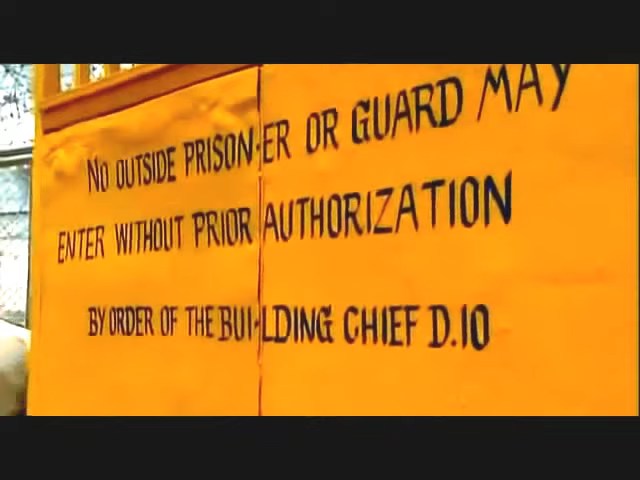 NO OUTSIDE PRISON-ER OR GUARD MAY
ENTER WITHOUT PRIOR AUTHORIZATION
BY ORDER OF THE BUI-LDING CHIEF D.10